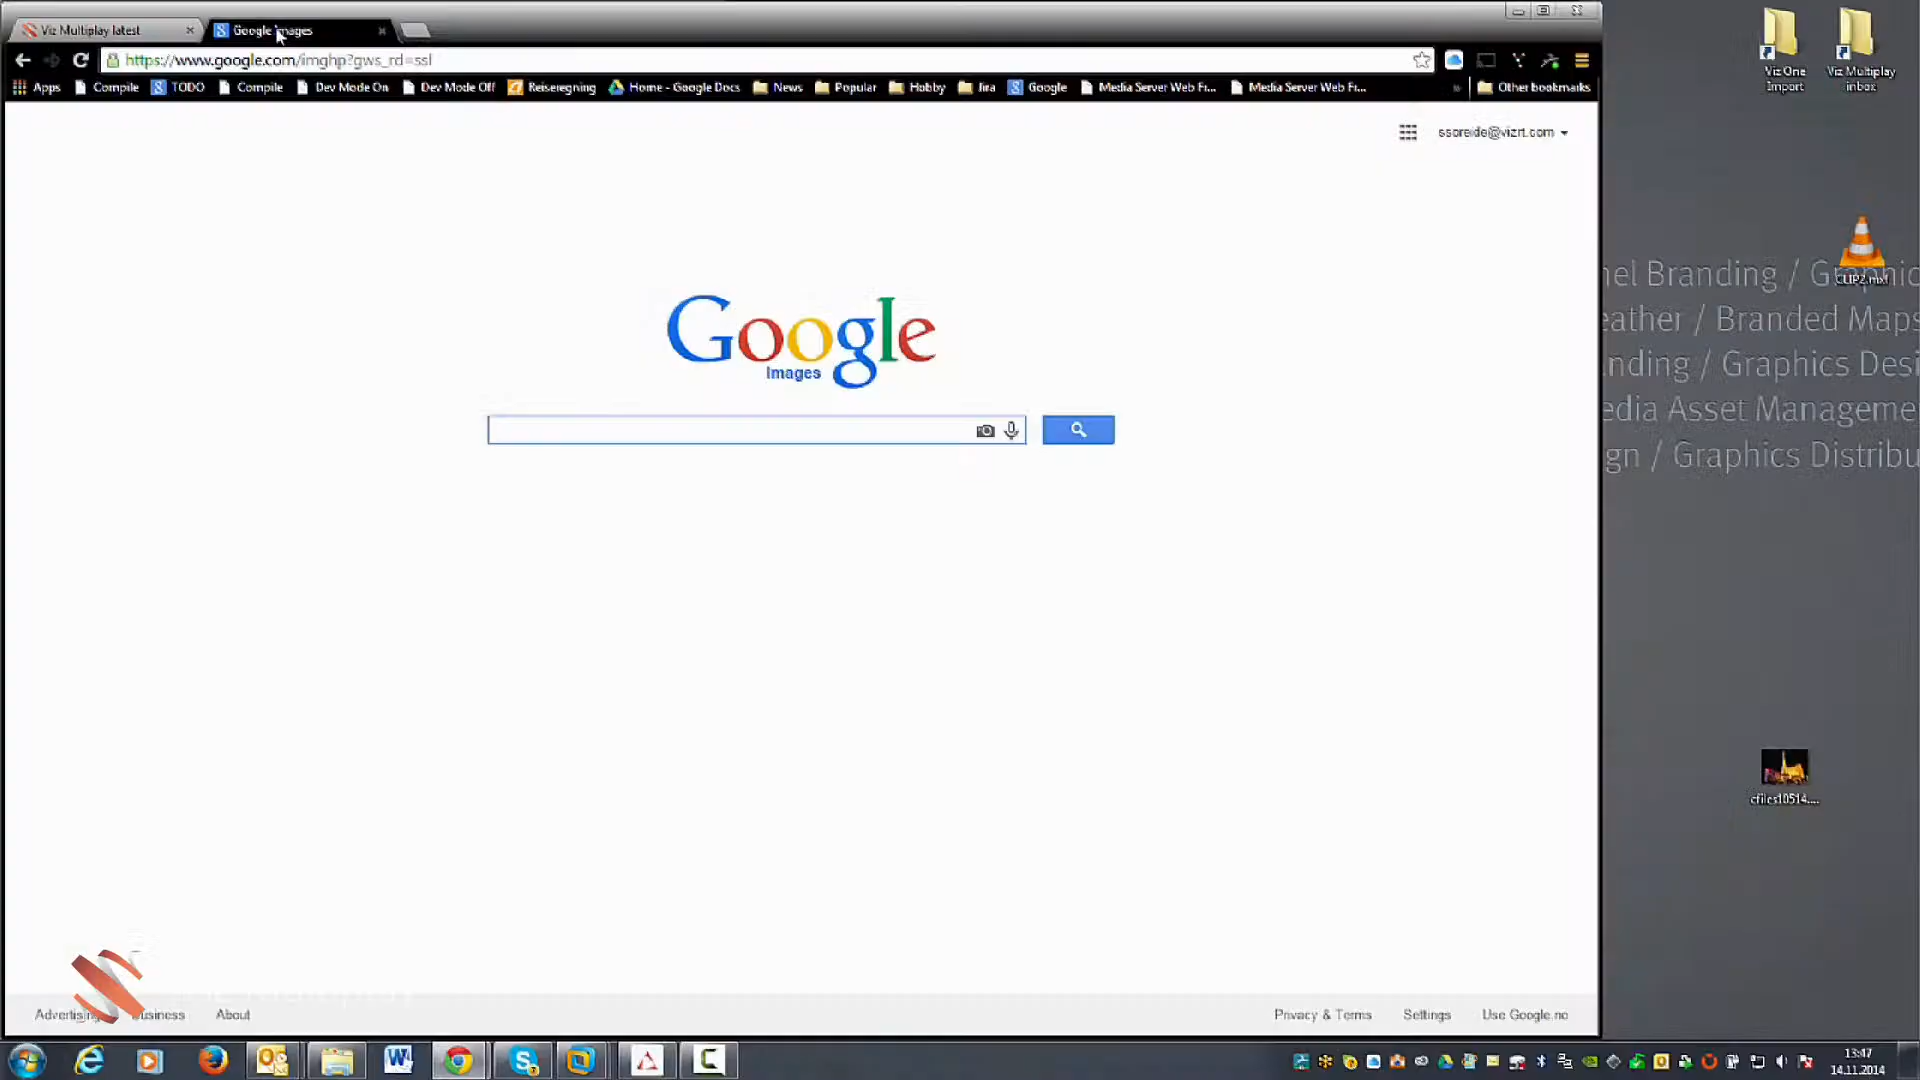 Viz Multiplay latest
Google Images
https://www.google.com/imghp?gws_rd=ssl
Apps Compile TODO Compile Dev Mode On Dev Mode Off Reiseregning Home - Google Docs News Popular Hobby Jira Google Media Server Web Fr... Media Server Web Fr... » Other bookmarks
ssoreide@vizrt.com
Google
Images
Advertising Business About
Privacy & Terms Settings Use Google.no
Viz One Import
Viz Multiplay inbox
CLIP2.mxf
nel Branding / Graphic
eather / Branded Maps
nding / Graphics Desi
edia Asset Manageme
gn / Graphics Distribu
cfiles10514....
13:47
14.11.2014